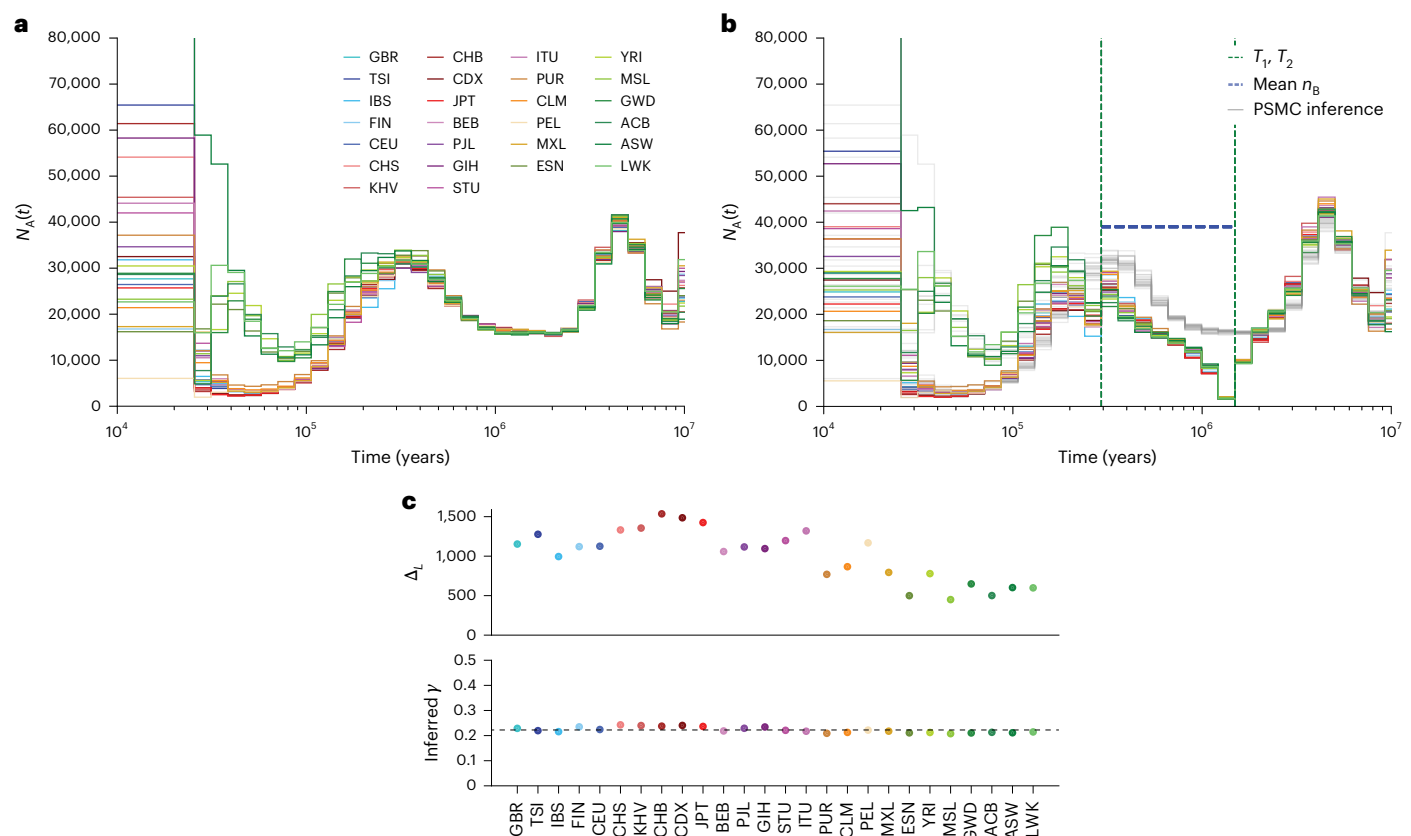 a
80,000
70,000
60,000
50,000
40,000
30,000
20,000
10,000
0
N_A(t)
10^4
10^5
10^6
10^7
Time (years)
GBR
TSI
IBS
FIN
CEU
CHS
KHV
CHB
CDX
JPT
BEB
PJL
GIH
STU
ITU
PUR
CLM
PEL
MXL
ESN
YRI
MSL
GWD
ACB
ASW
LWK
b
80,000
70,000
60,000
50,000
40,000
30,000
20,000
10,000
0
N_A(t)
10^4
10^5
10^6
10^7
Time (years)
T_1, T_2
Mean n_B
PSMC inference
c
1,500
1,000
500
0
Δ_L
0.5
0.4
0.3
0.2
0.1
0
Inferred γ
GBR
TSI
IBS
FIN
CEU
CHS
KHV
CHB
CDX
JPT
BEB
PJL
GIH
STU
ITU
PUR
CLM
PEL
MXL
ESN
YRI
MSL
GWD
ACB
ASW
LWK